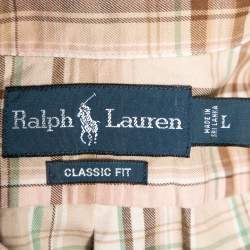 Ralph Lauren
MADE IN
SRI LANKA
L
CLASSIC FIT